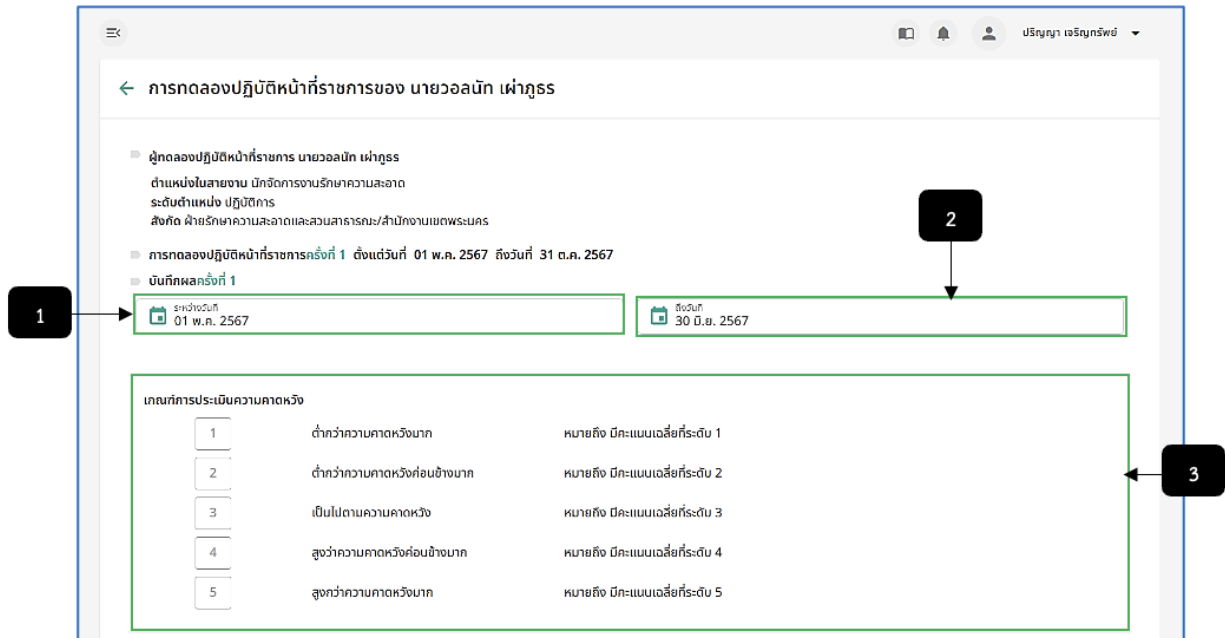 ปริญญา เจริญทรัพย์
การทดลองปฏิบัติหน้าที่ราชการของ นายวอลนัท เผ่าภูธร
ผู้ทดลองปฏิบัติหน้าที่ราชการ นายวอลนัท เผ่าภูธร
ตำแหน่งในสายงาน นักจัดการงานรักษาความสะอาด
ระดับตำแหน่ง ปฏิบัติการ
สังกัด ฝ่ายรักษาความสะอาดและสวนสาธารณะ/สำนักงานเขตพระนคร
2
การทดลองปฏิบัติหน้าที่ราชการครั้งที่ 1 ตั้งแต่วันที่ 01 พ.ค. 2567 ถึงวันที่ 31 ต.ค. 2567
บันทึกผลครั้งที่ 1
1
ระหว่างวันที่
01 พ.ค. 2567
ถึงวันที่
30 มิ.ย. 2567
เกณฑ์การประเมินความคาดหวัง
1 ต่ำกว่าความคาดหวังมาก หมายถึง มีคะแนนเฉลี่ยที่ระดับ 1
2 ต่ำกว่าความคาดหวังค่อนข้างมาก หมายถึง มีคะแนนเฉลี่ยที่ระดับ 2
3
3 เป็นไปตามความคาดหวัง หมายถึง มีคะแนนเฉลี่ยที่ระดับ 3
4 สูงว่าความคาดหวังค่อนข้างมาก หมายถึง มีคะแนนเฉลี่ยที่ระดับ 4
5 สูงกว่าความคาดหวังมาก หมายถึง มีคะแนนเฉลี่ยที่ระดับ 5